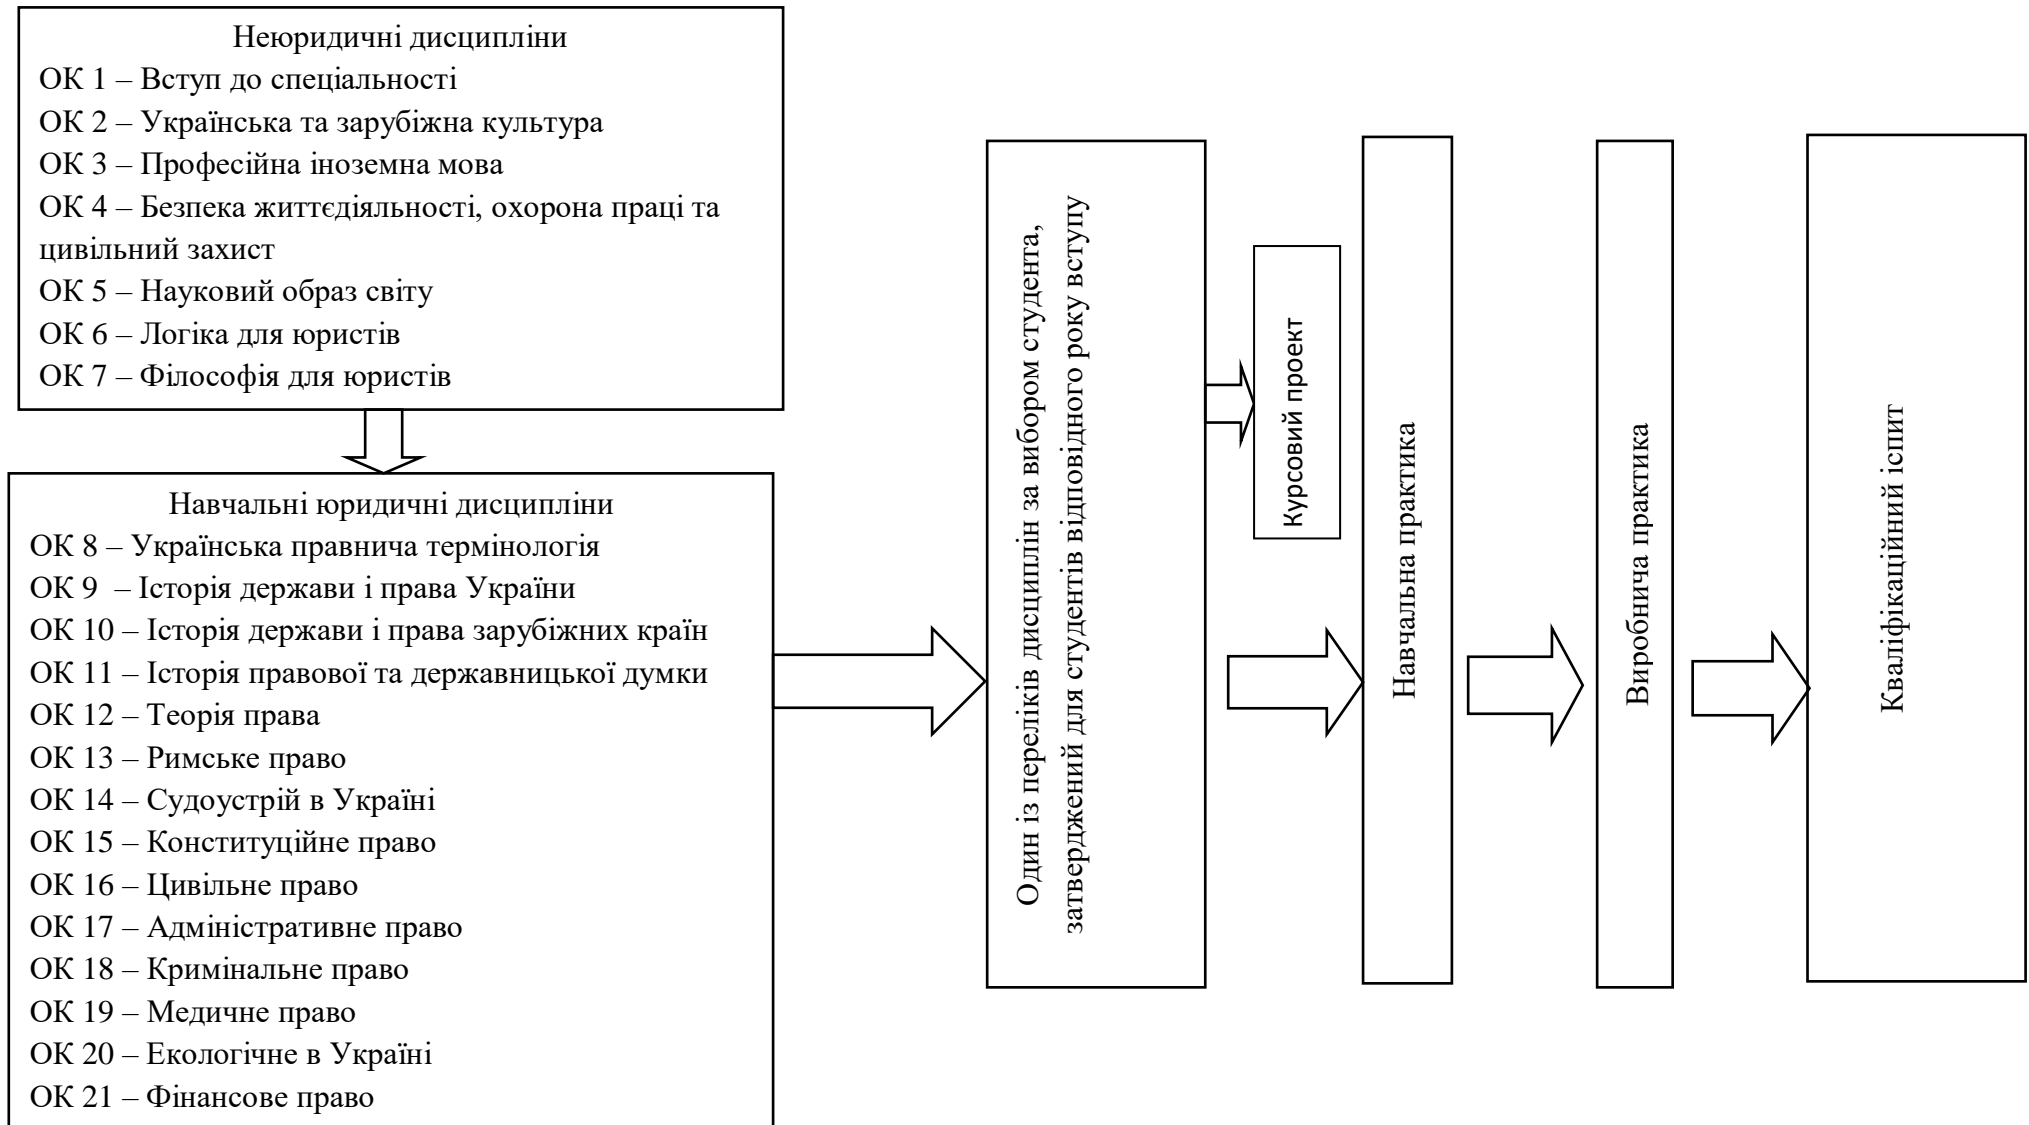 Неюридичні дисципліни
ОК 1 – Вступ до спеціальності
ОК 2 – Українська та зарубіжна культура
ОК 3 – Професійна іноземна мова
ОК 4 – Безпека життєдіяльності, охорона праці та
цивільний захист
ОК 5 – Науковий образ світу
ОК 6 – Логіка для юристів
ОК 7 – Філософія для юристів
Навчальні юридичні дисципліни
ОК 8 – Українська правнича термінологія
ОК 9 – Історія держави і права України
ОК 10 – Історія держави і права зарубіжних країн
ОК 11 – Історія правової та державницької думки
ОК 12 – Теорія права
ОК 13 – Римське право
ОК 14 – Судоустрій в Україні
ОК 15 – Конституційне право
ОК 16 – Цивільне право
ОК 17 – Адміністративне право
ОК 18 – Кримінальне право
ОК 19 – Медичне право
ОК 20 – Екологічне в Україні
ОК 21 – Фінансове право
Один із переліків дисциплін за вибором студента,
затверджений для студентів відповідного року вступу
Курсовий проект
Навчальна практика
Виробнича практика
Кваліфікаційний іспит